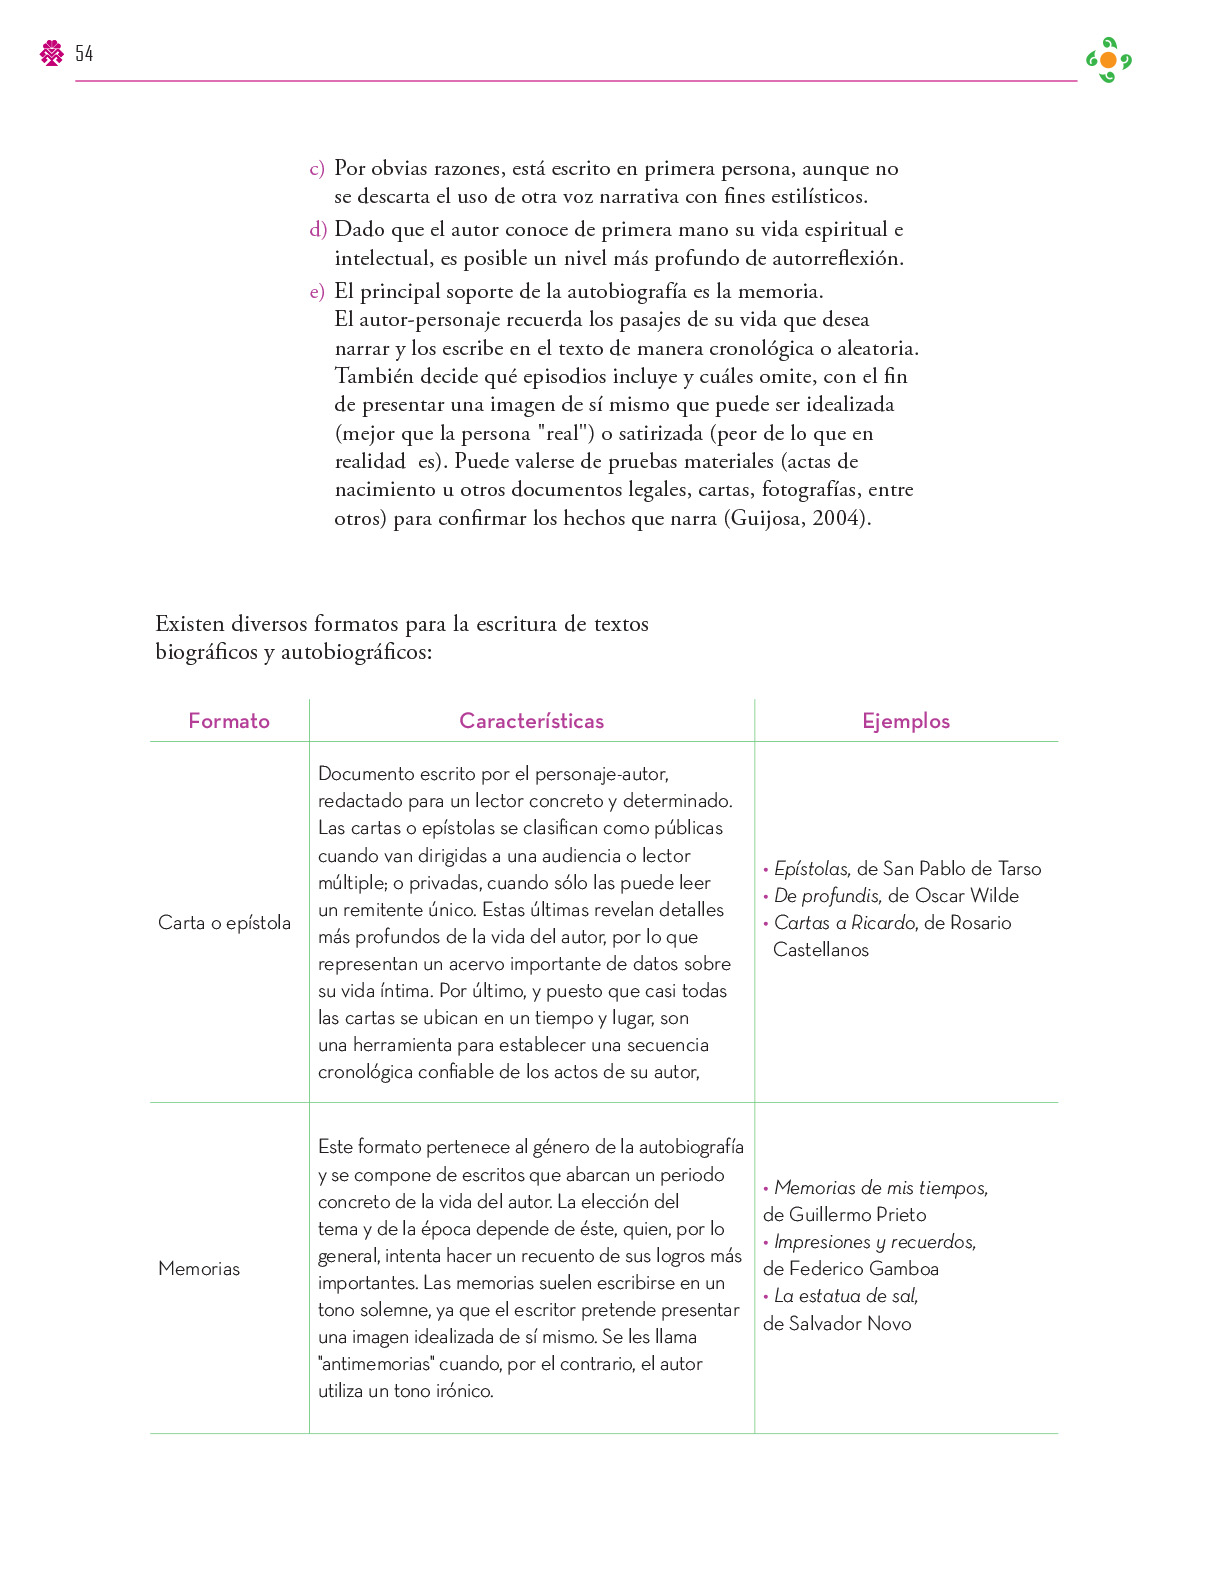 54
c) Por obvias razones, está escrito en primera persona, aunque no
se descarta el uso de otra voz narrativa con fines estilísticos.
d) Dado que el autor conoce de primera mano su vida espiritual e
intelectual, es posible un nivel más profundo de autorreflexión.
e) El principal soporte de la autobiografía es la memoria.
El autor-personaje recuerda los pasajes de su vida que desea
narrar y los escribe en el texto de manera cronológica o aleatoria.
También decide qué episodios incluye y cuáles omite, con el fin
de presentar una imagen de sí mismo que puede ser idealizada
(mejor que la persona "real") o satirizada (peor de lo que en
realidad es). Puede valerse de pruebas materiales (actas de
nacimiento u otros documentos legales, cartas, fotografías, entre
otros) para confirmar los hechos que narra (Guijosa, 2004).
Existen diversos formatos para la escritura de textos
biográficos y autobiográficos:
Formato
Características
Ejemplos
Carta o epístola
Documento escrito por el personaje-autor,
redactado para un lector concreto y determinado.
Las cartas o epístolas se clasifican como públicas
cuando van dirigidas a una audiencia o lector
múltiple; o privadas, cuando sólo las puede leer
un remitente único. Estas últimas revelan detalles
más profundos de la vida del autor, por lo que
representan un acervo importante de datos sobre
su vida íntima. Por último, y puesto que casi todas
las cartas se ubican en un tiempo y lugar, son
una herramienta para establecer una secuencia
cronológica confiable de los actos de su autor,
• Epístolas, de San Pablo de Tarso
• De profundis, de Oscar Wilde
• Cartas a Ricardo, de Rosario
Castellanos
Memorias
Este formato pertenece al género de la autobiografía
y se compone de escritos que abarcan un periodo
concreto de la vida del autor. La elección del
tema y de la época depende de éste, quien, por lo
general, intenta hacer un recuento de sus logros más
importantes. Las memorias suelen escribirse en un
tono solemne, ya que el escritor pretende presentar
una imagen idealizada de sí mismo. Se les llama
"antimemorias" cuando, por el contrario, el autor
utiliza un tono irónico.
• Memorias de mis tiempos,
de Guillermo Prieto
• Impresiones y recuerdos,
de Federico Gamboa
• La estatua de sal,
de Salvador Novo